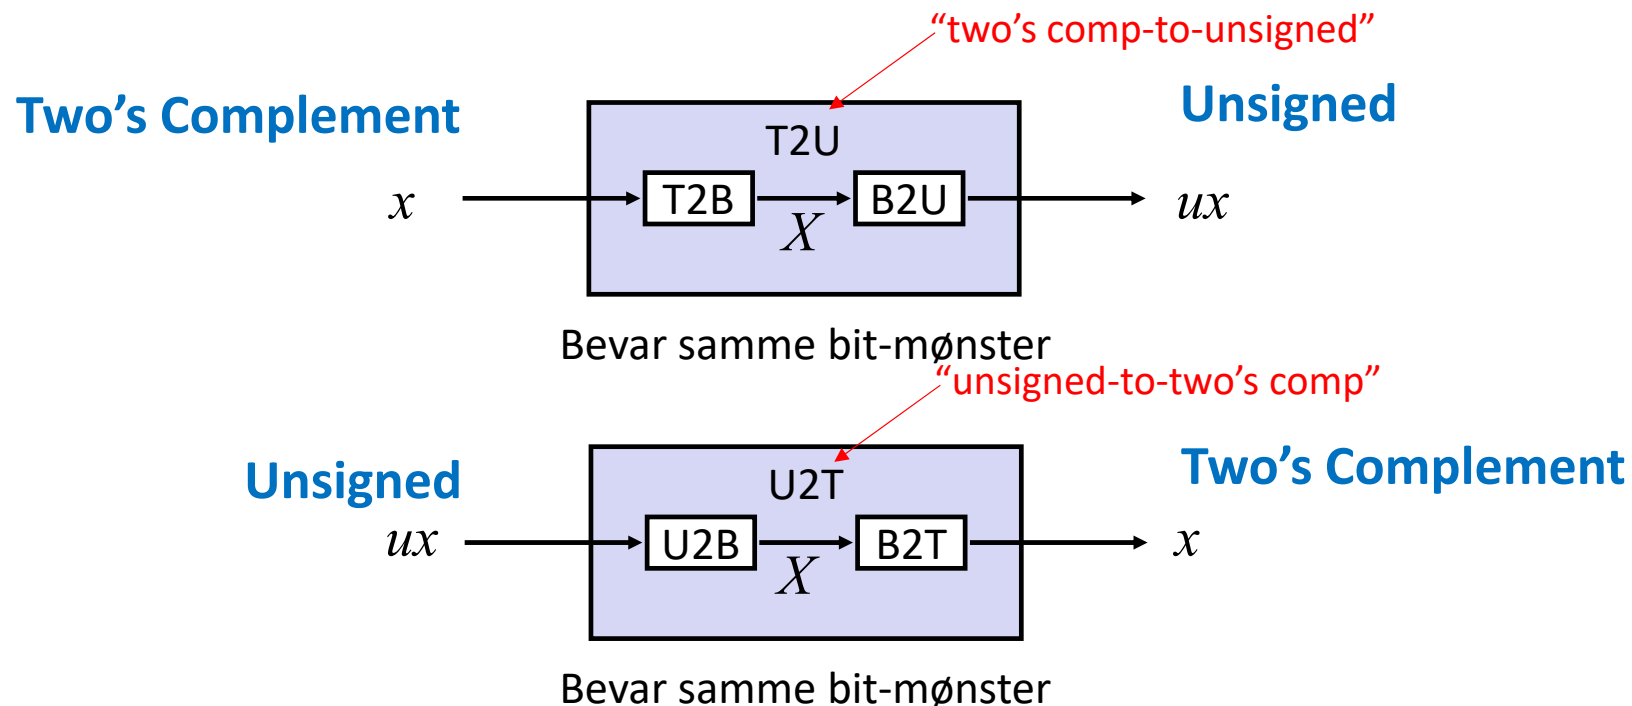 “two’s comp-to-unsigned”
Two’s Complement
Unsigned
T2U
x
T2B
X
B2U
ux
Bevar samme bit-mønster
“unsigned-to-two’s comp”
Unsigned
Two’s Complement
U2T
ux
U2B
X
B2T
x
Bevar samme bit-mønster